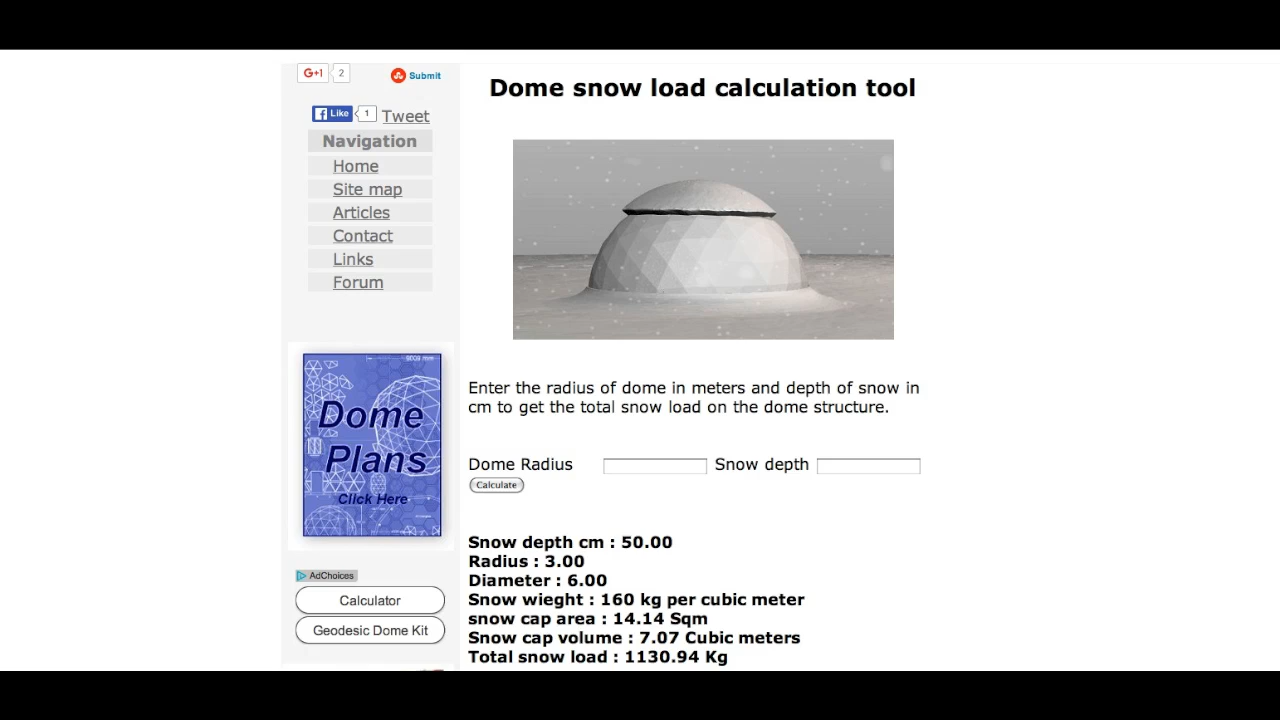 G+1 2 Submit
Like 1 Tweet
Navigation
Home
Site map
Articles
Contact
Links
Forum
9009 mm
Dome
Plans
Click Here
AdChoices
Calculator
Geodesic Dome Kit
Dome snow load calculation tool
Enter the radius of dome in meters and depth of snow in
cm to get the total snow load on the dome structure.
Dome Radius Snow depth
Calculate
Snow depth cm : 50.00
Radius : 3.00
Diameter : 6.00
Snow wieght : 160 kg per cubic meter
snow cap area : 14.14 Sqm
Snow cap volume : 7.07 Cubic meters
Total snow load : 1130.94 Kg